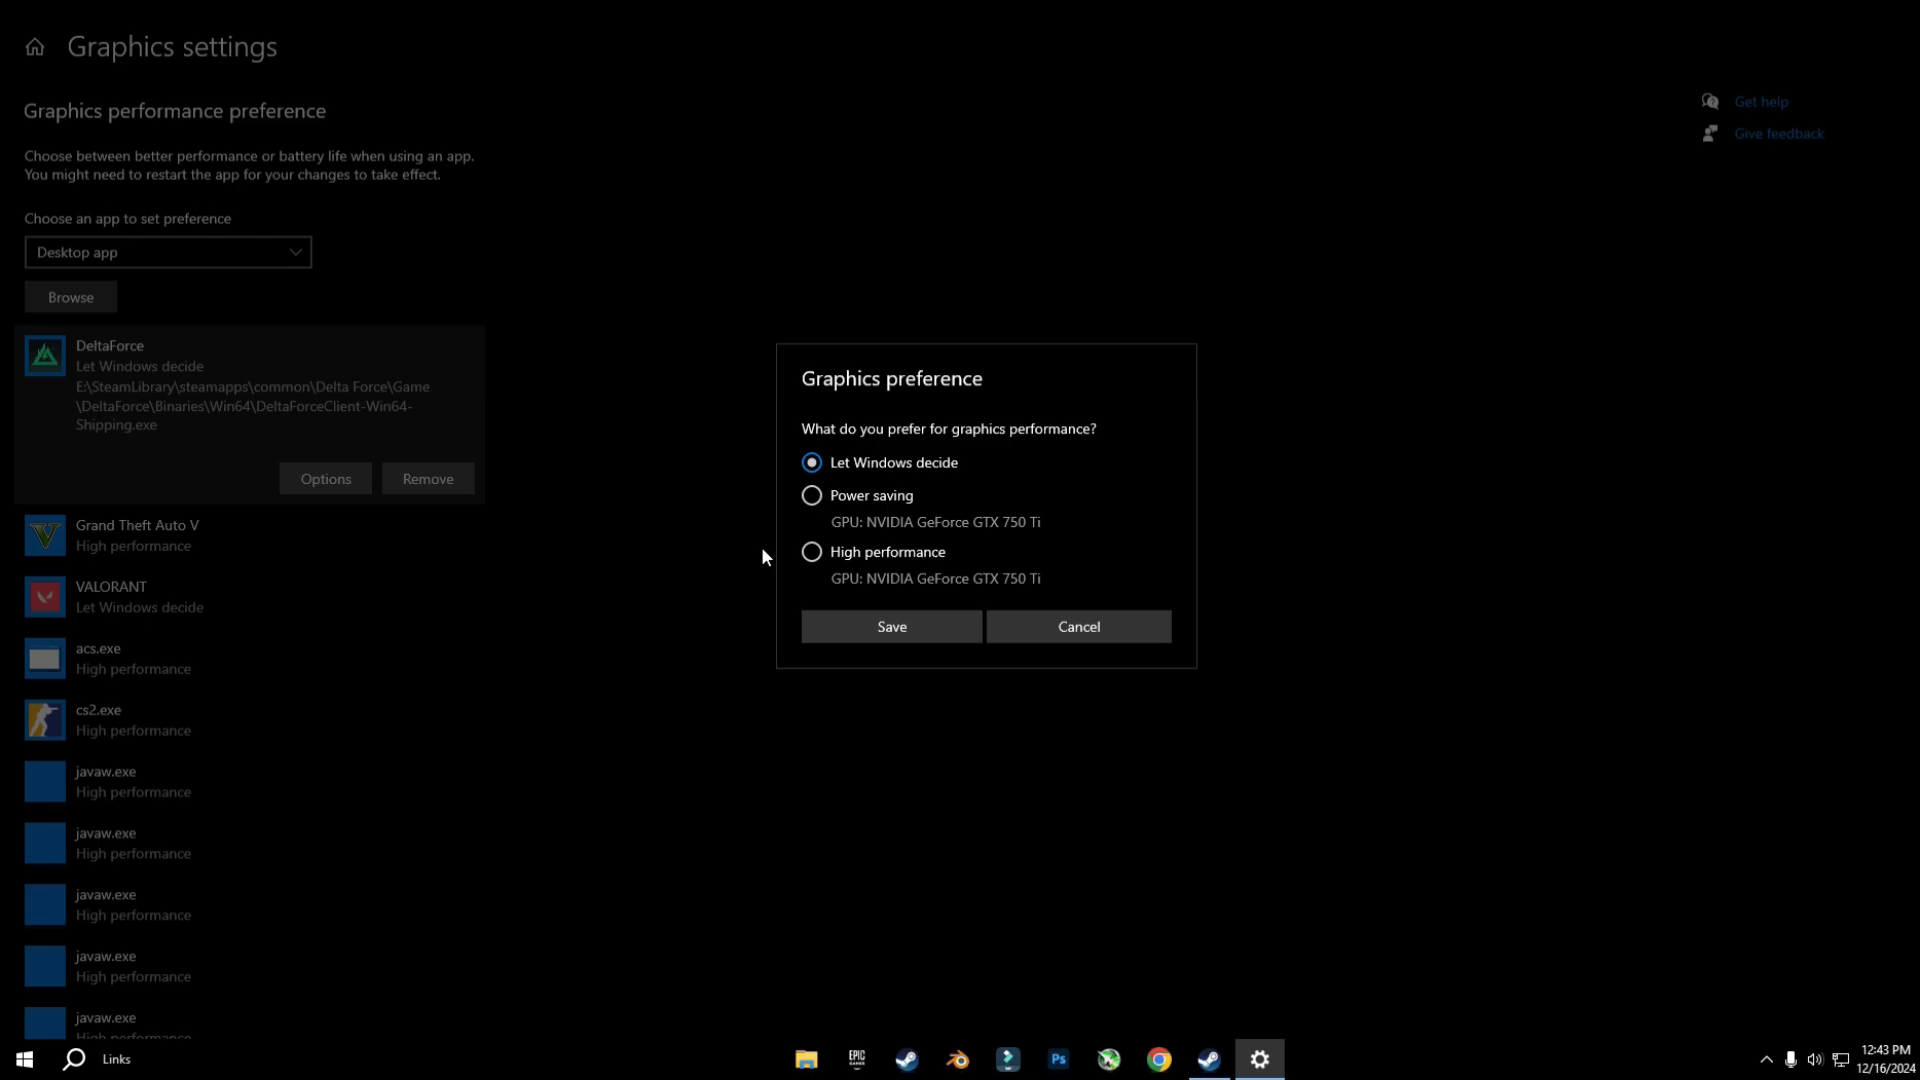 Graphics settings
Graphics performance preference
Choose between better performance or battery life when using an app.
You might need to restart the app for your changes to take effect.
Choose an app to set preference
Desktop app
Browse
DeltaForce
Let Windows decide
E:\SteamLibrary\steamapps\common\Delta Force\Game
\DeltaForce\Binaries\Win64\DeltaForceClient-Win64-
Shipping.exe
Options
Remove
Grand Theft Auto V
High performance
VALORANT
Let Windows decide
acs.exe
High performance
cs2.exe
High performance
javaw.exe
High performance
javaw.exe
High performance
javaw.exe
High performance
javaw.exe
High performance
javaw.exe
High performance
Get help
Give feedback
Graphics preference
What do you prefer for graphics performance?
Let Windows decide
Power saving
GPU: NVIDIA GeForce GTX 750 Ti
High performance
GPU: NVIDIA GeForce GTX 750 Ti
Save
Cancel
Links
EPIC
GAMES
Ps
12:43 PM
12/16/2024